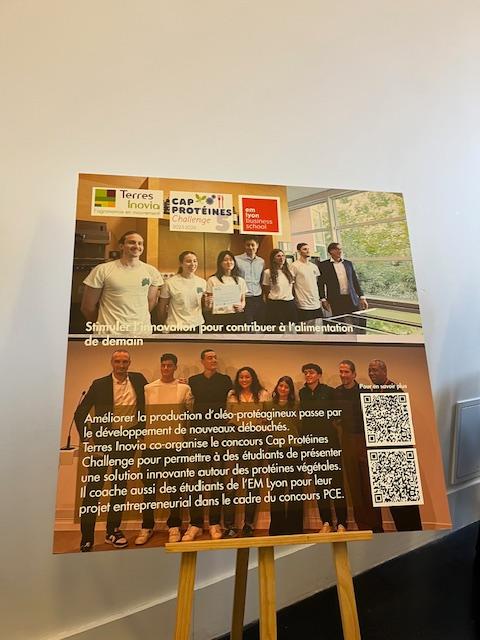 Terres
Inovia
l'agronomie en mouvement
CAP
PROTÉINES
Challenge
5
em
lyon
business
school
Stimuler l'innovation pour contribuer à l'alimentation
de demain
Pour en savoir plus
Améliorer la production d'oléo-protéagineux passe par
le développement de nouveaux débouchés.
Terres Inovia co-organise le concours Cap Protéines
Challenge pour permettre à des étudiants de présenter
une solution innovante autour des protéines végétales.
Il coache aussi des étudiants de l'EM Lyon pour leur
projet entrepreneurial dans le cadre du concours PCE.